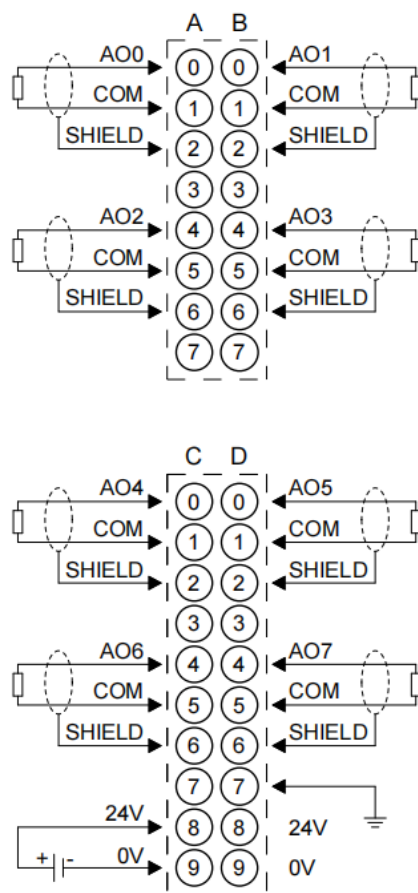 A B
AO0 0 0 AO1
COM 1 1 COM
SHIELD 2 2 SHIELD
3 3
AO2 4 4 AO3
COM 5 5 COM
SHIELD 6 6 SHIELD
7 7
C D
AO4 0 0 AO5
COM 1 1 COM
SHIELD 2 2 SHIELD
3 3
AO6 4 4 AO7
COM 5 5 COM
SHIELD 6 6 SHIELD
7 7
24V 8 8 24V
+ - 0V 9 9 0V